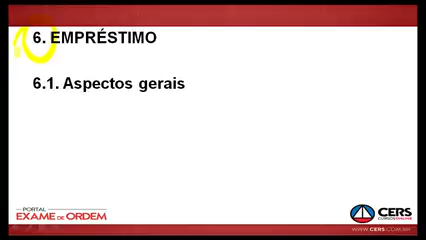 6. EMPRÉSTIMO
6.1. Aspectos gerais
PORTAL
EXAME DE ORDEM
CERS
CURSOS ONLINE
WWW.CERS.COM.BR